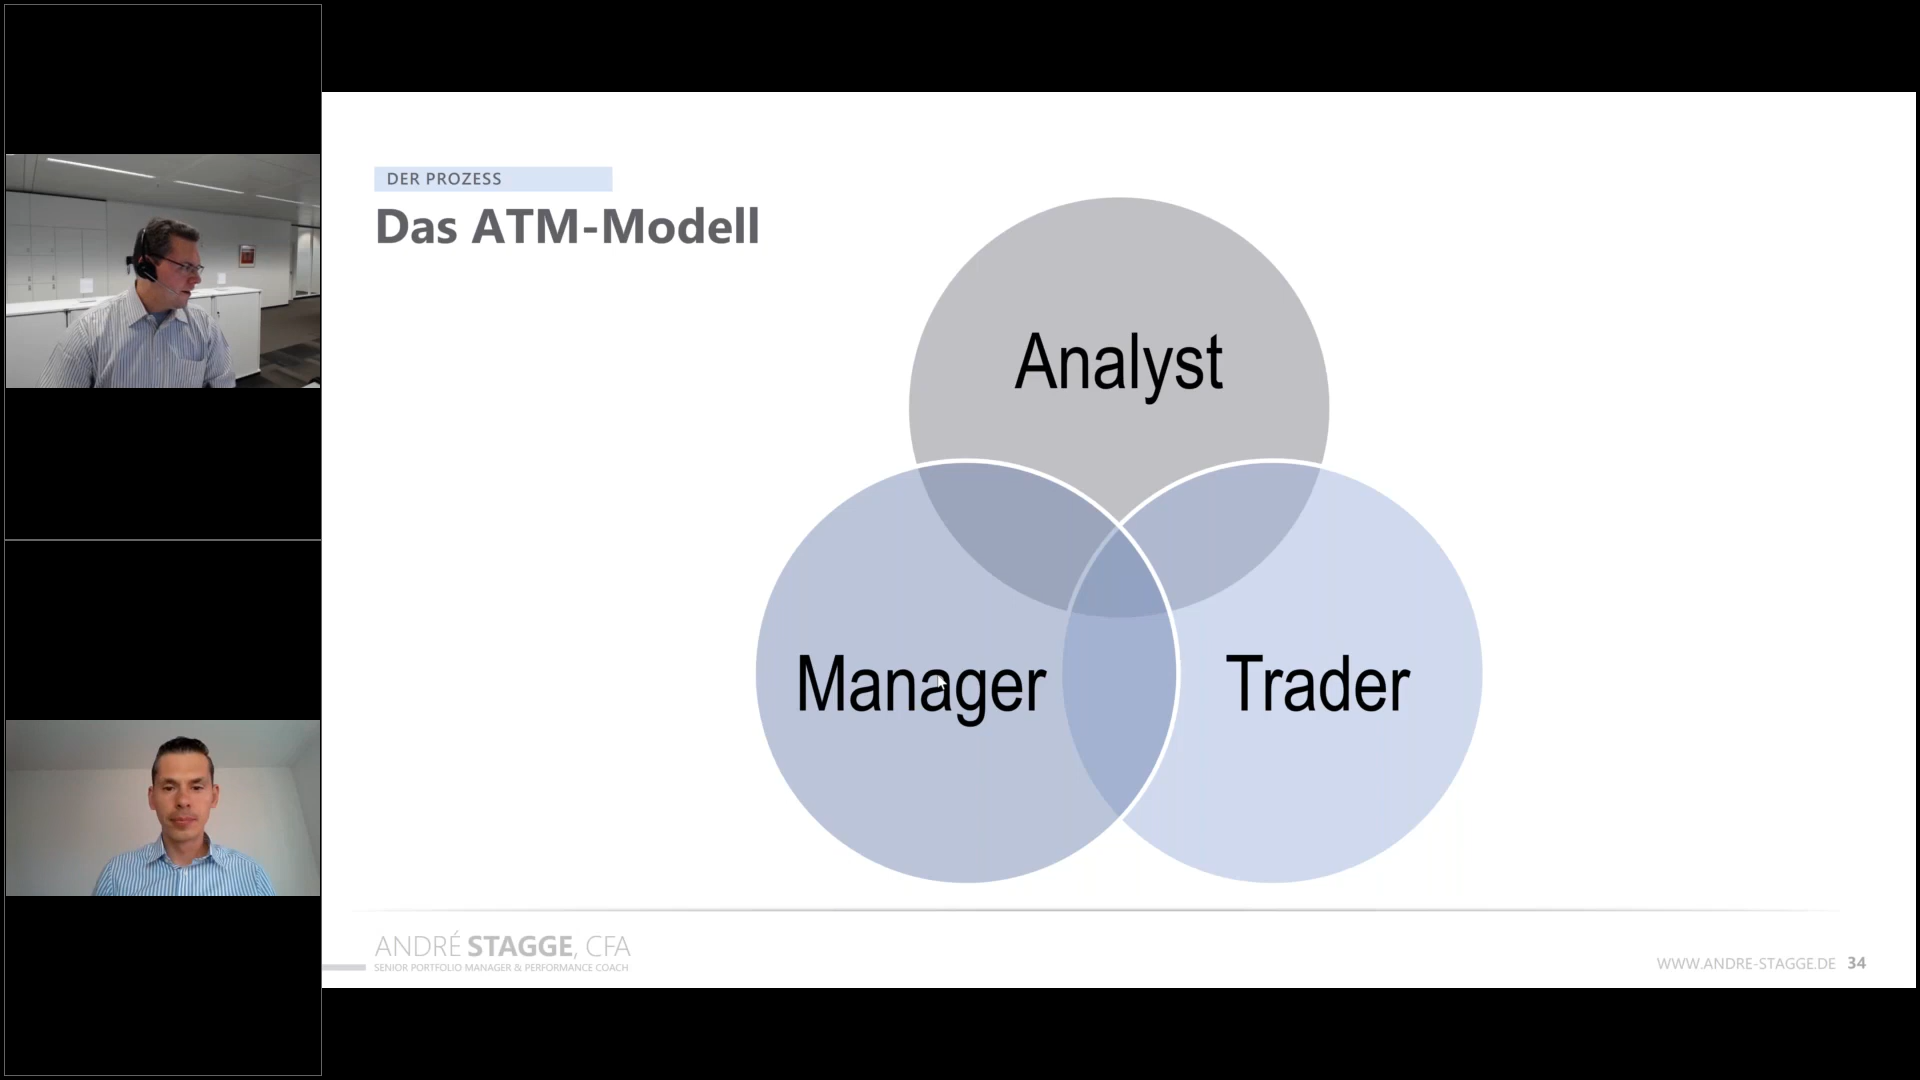 DER PROZESS
Das ATM-Modell
Analyst
Manager
Trader
ANDRÉ STAGGE, CFA
SENIOR PORTFOLIO MANAGER & PERFORMANCE COACH
WWW.ANDRE-STAGGE.DE 34